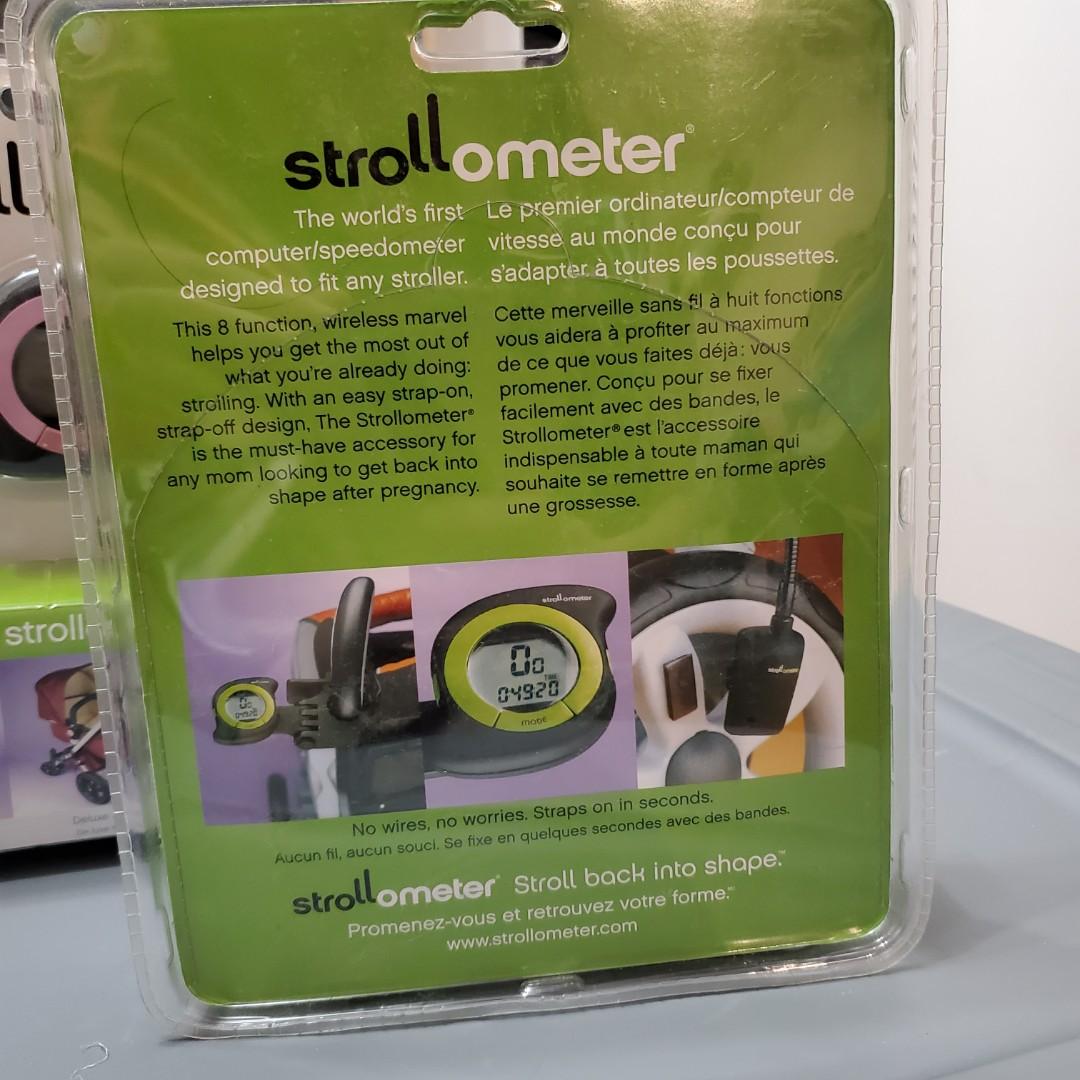 strollometer®
The world's first
computer/speedometer
designed to fit any stroller.
This 8 function, wireless marvel
helps you get the most out of
what you're already doing:
strolling. With an easy strap-on,
strap-off design, The Strollometer®
is the must-have accessory for
any mom looking to get back into
shape after pregnancy.
Le premier ordinateur/compteur de
vitesse au monde conçu pour
s'adapter à toutes les poussettes.
Cette merveille sans fil à huit fonctions
vous aidera à profiter au maximum
de ce que vous faites déjà: vous
promener. Conçu pour se fixer
facilement avec des bandes, le
Strollometer® est l'accessoire
indispensable à toute maman qui
souhaite se remettre en forme après
une grossesse.
strollometer
00
TIME
04920
MODE
strollometer
No wires, no worries. Straps on in seconds.
Aucun fil, aucun souci. Se fixe en quelques secondes avec des bandes.
strollometer® Stroll back into shape.™
Promenez-vous et retrouvez votre forme.™
www.strollometer.com
stroll
Deluxe